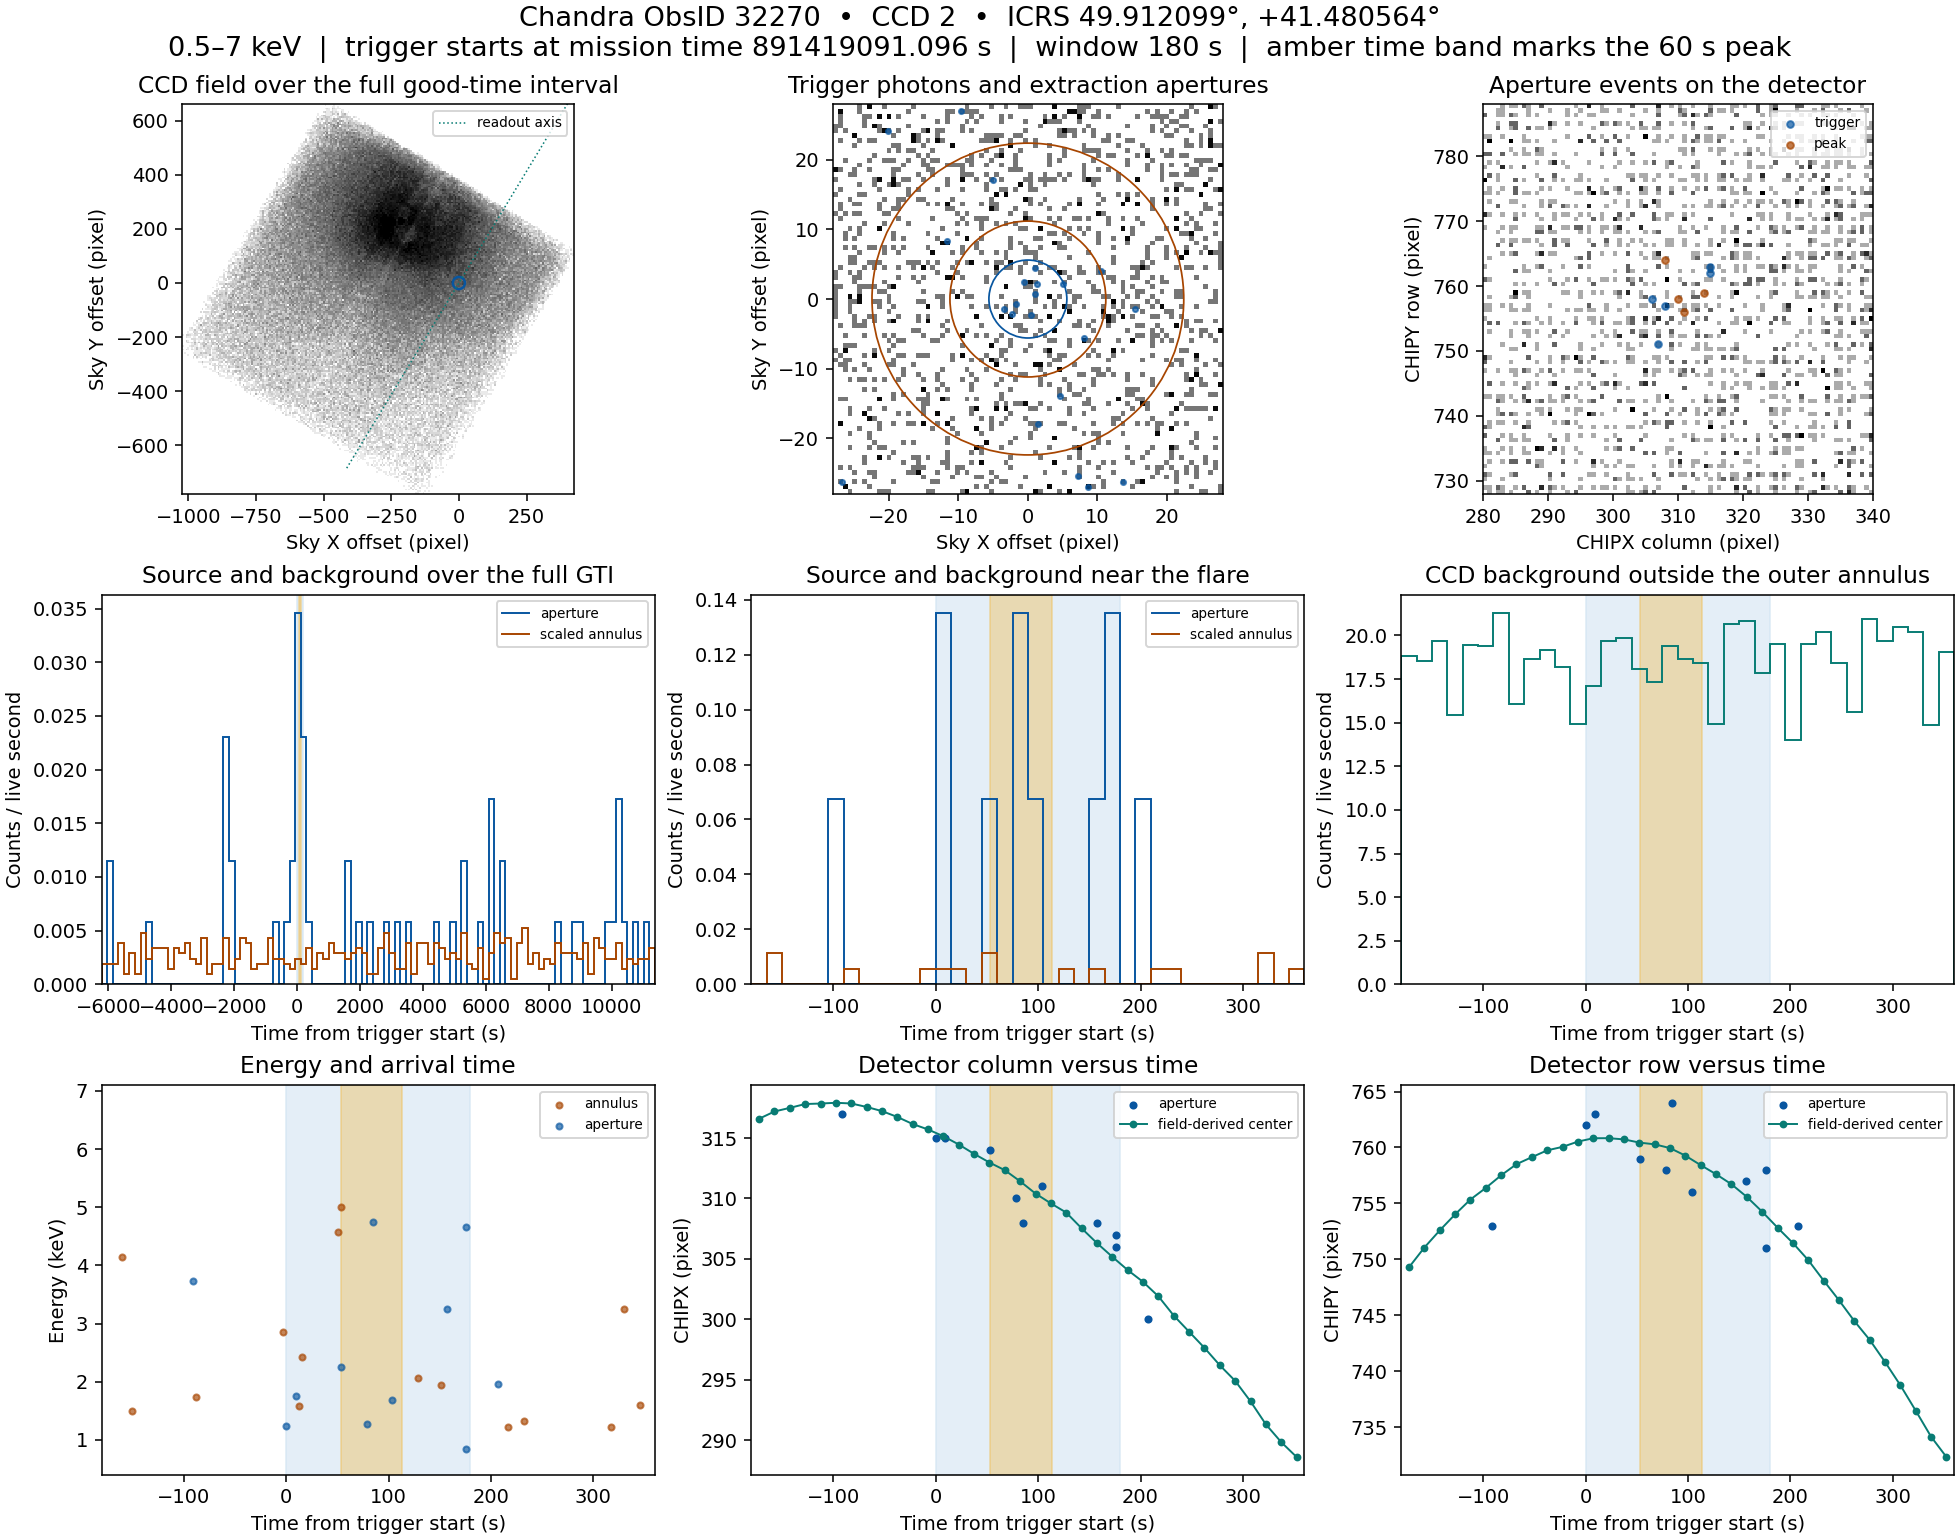 Chandra ObsID 32270 • CCD 2 • ICRS 49.912099°, +41.480564°
0.5–7 keV | trigger starts at mission time 891419091.096 s | window 180 s | amber time band marks the 60 s peak
CCD field over the full good-time interval
readout axis
600
400
200
0
−200
−400
−600
Sky Y offset (pixel)
−1000 −750 −500 −250 0 250
Sky X offset (pixel)
Trigger photons and extraction apertures
20
10
0
−10
−20
Sky Y offset (pixel)
−20 −10 0 10 20
Sky X offset (pixel)
Aperture events on the detector
trigger
peak
780
770
760
750
740
730
CHIPY row (pixel)
280 290 300 310 320 330 340
CHIPX column (pixel)
Source and background over the full GTI
aperture
scaled annulus
0.035
0.030
0.025
0.020
0.015
0.010
0.005
0.000
Counts / live second
−6000 −4000 −2000 0 2000 4000 6000 8000 10000
Time from trigger start (s)
Source and background near the flare
aperture
scaled annulus
0.14
0.12
0.10
0.08
0.06
0.04
0.02
0.00
Counts / live second
−100 0 100 200 300
Time from trigger start (s)
CCD background outside the outer annulus
20.0
17.5
15.0
12.5
10.0
7.5
5.0
2.5
0.0
Counts / live second
−100 0 100 200 300
Time from trigger start (s)
Energy and arrival time
annulus
aperture
7
6
5
4
3
2
1
Energy (keV)
−100 0 100 200 300
Time from trigger start (s)
Detector column versus time
aperture
field-derived center
315
310
305
300
295
290
CHIPX (pixel)
−100 0 100 200 300
Time from trigger start (s)
Detector row versus time
aperture
field-derived center
765
760
755
750
745
740
735
CHIPY (pixel)
−100 0 100 200 300
Time from trigger start (s)